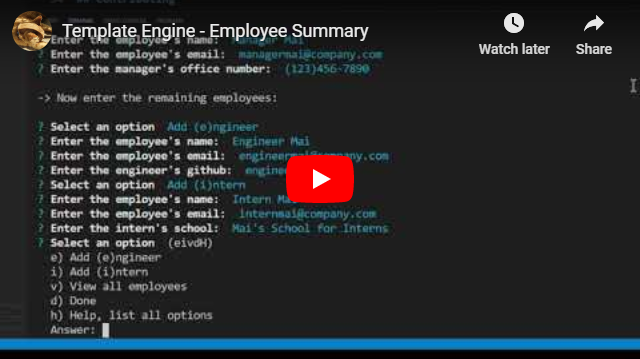 Template Engine - Employee Summary
Watch later
Share
? Enter the employee's name: Manager Mai
? Enter the employee's email: managermai@company.com
? Enter the manager's office number: (123)456-7890
-> Now enter the remaining employees:
? Select an option Add (e)ngineer
? Enter the employee's name: Engineer Mai
? Enter the employee's email: engineermai@company.com
? Enter the engineer's github:
? Select an option Add (i)ntern
? Enter the employee's name: Intern
? Enter the employee's email: internmai@company.com
? Enter the intern's school: Mai's School for Interns
? Select an option (eivdH)
e) Add (e)ngineer
i) Add (i)ntern
v) View all employees
d) Done
h) Help, list all options
Answer: